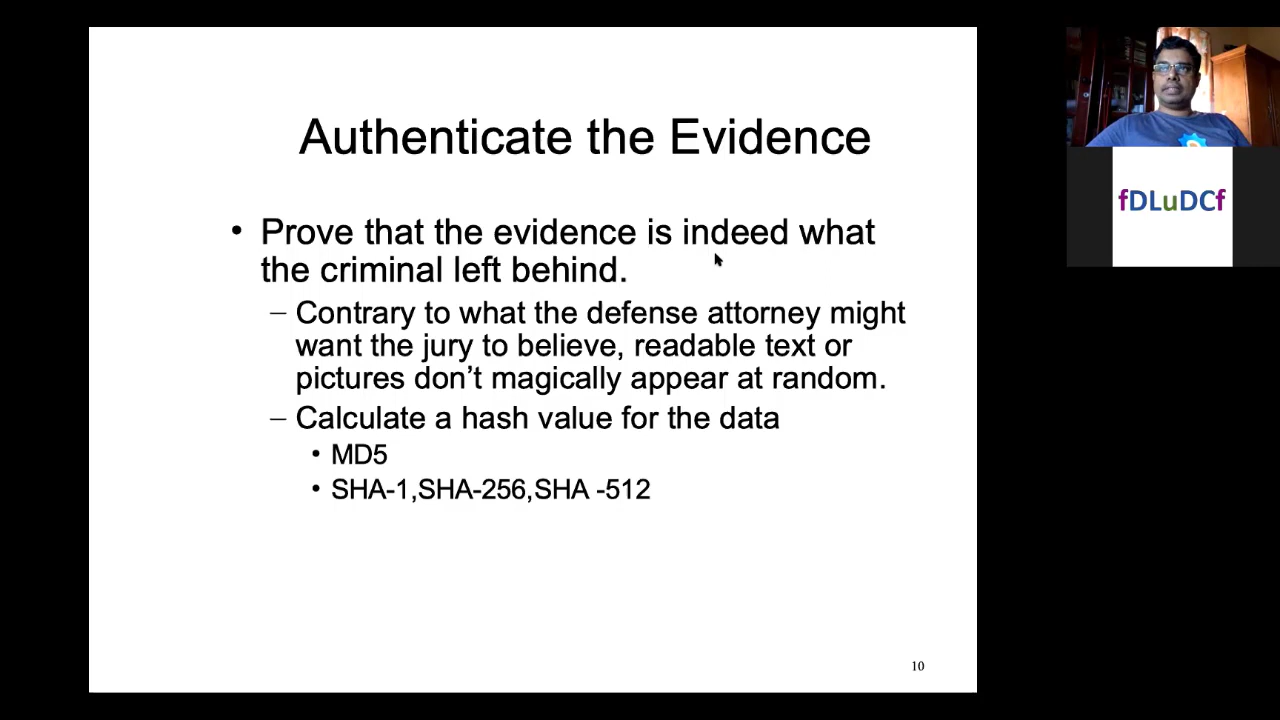 Authenticate the Evidence
• Prove that the evidence is indeed what
the criminal left behind.
– Contrary to what the defense attorney might
want the jury to believe, readable text or
pictures don’t magically appear at random.
– Calculate a hash value for the data
• MD5
• SHA-1,SHA-256,SHA -512
10
fDLuDCf